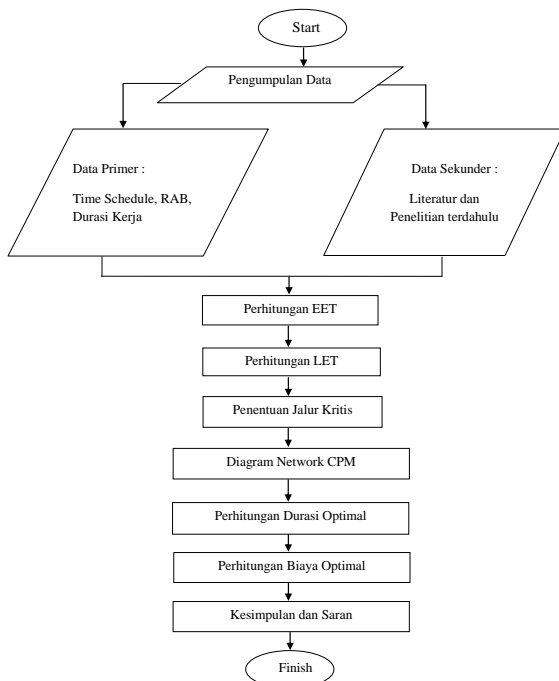 Start
Pengumpulan Data
Data Primer :
Time Schedule, RAB,
Durasi Kerja
Data Sekunder :
Literatur dan
Penelitian terdahulu
Perhitungan EET
Perhitungan LET
Penentuan Jalur Kritis
Diagram Network CPM
Perhitungan Durasi Optimal
Perhitungan Biaya Optimal
Kesimpulan dan Saran
Finish